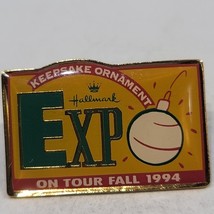 KEEPSAKE ORNAMENT
Hallmark
EXPO
ON TOUR FALL 1994